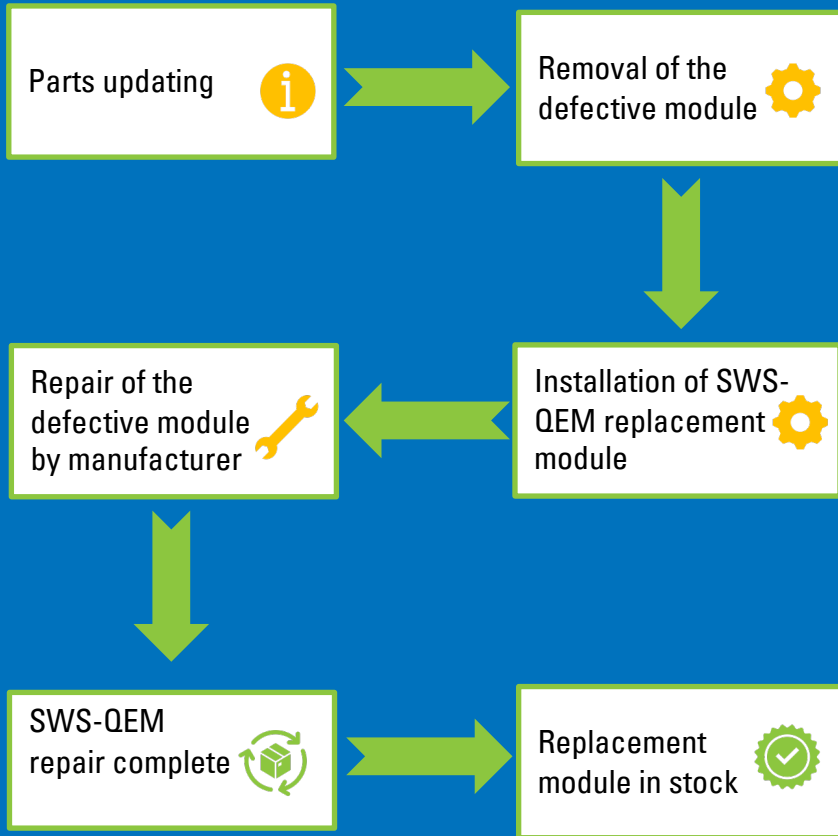 Parts updating
Removal of the
defective module
Installation of SWS-
QEM replacement
module
Repair of the
defective module
by manufacturer
SWS-QEM
repair complete
Replacement
module in stock